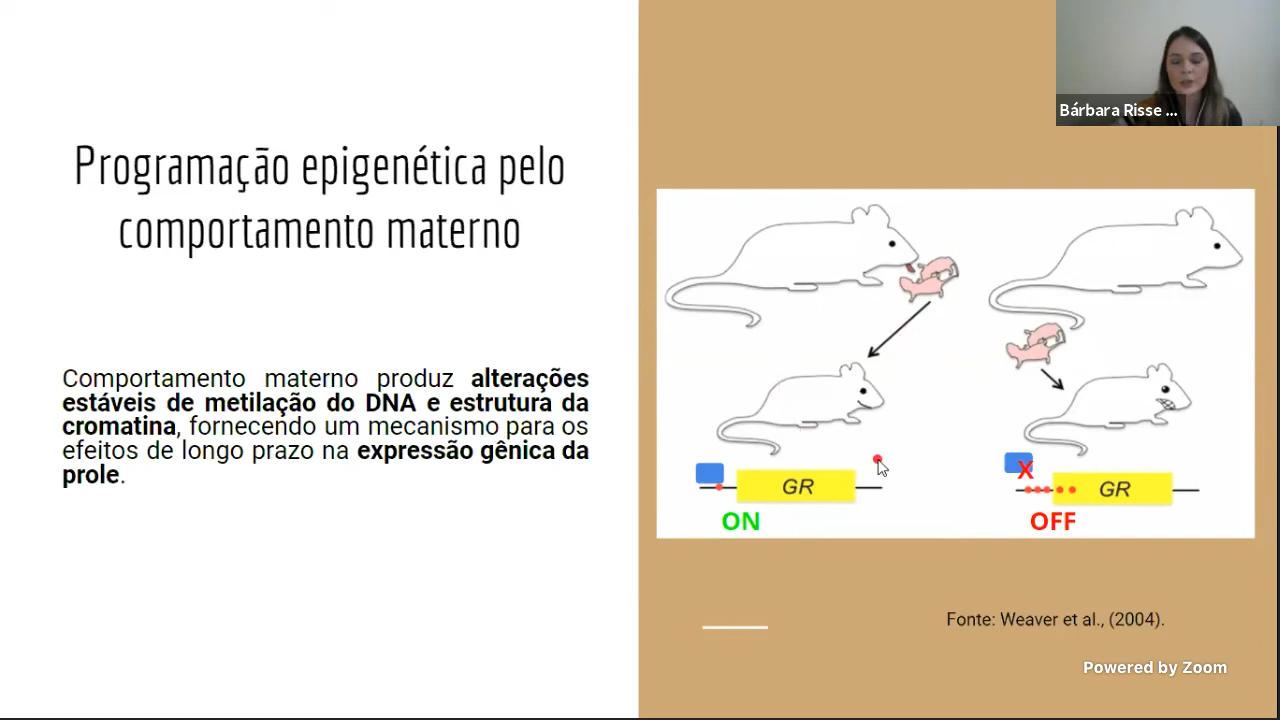 Bárbara Risse ...
Programação epigenética pelo
comportamento materno
Comportamento materno produz alterações
estáveis de metilação do DNA e estrutura da
cromatina, fornecendo um mecanismo para os
efeitos de longo prazo na expressão gênica da
prole.
GR
ON
X
GR
OFF
Fonte: Weaver et al., (2004).
Powered by Zoom